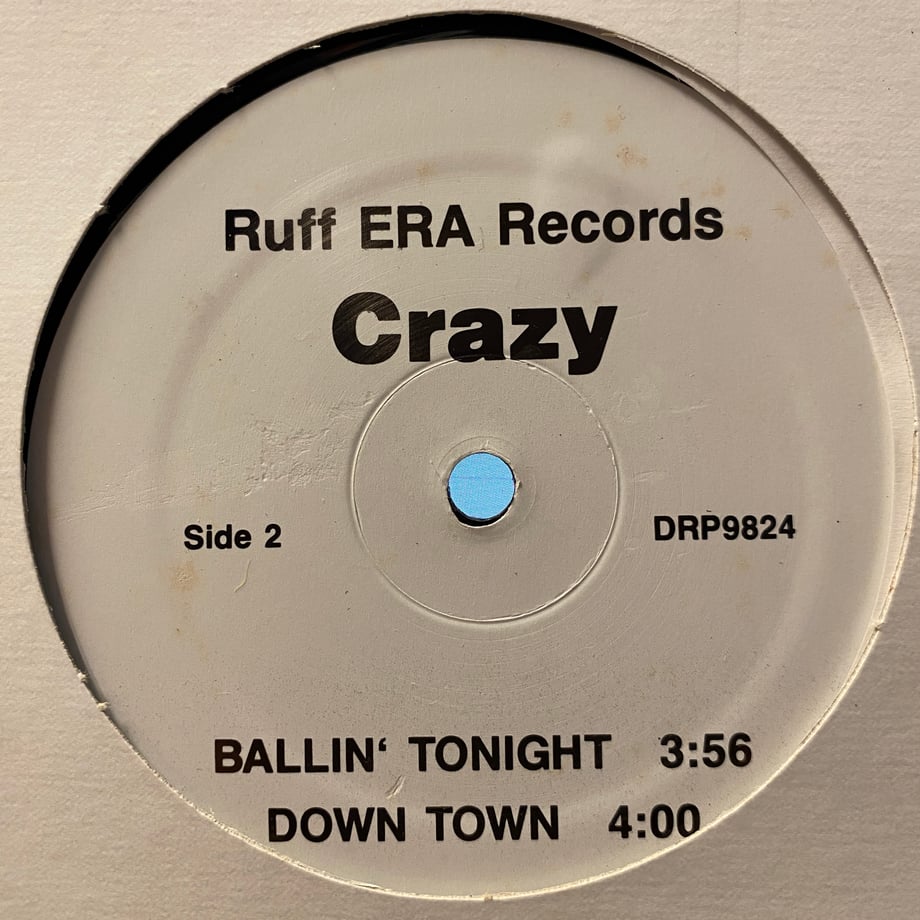 Ruff ERA Records
Crazy
Side 2 DRP9824
BALLIN‘ TONIGHT 3:56
DOWN TOWN 4:00